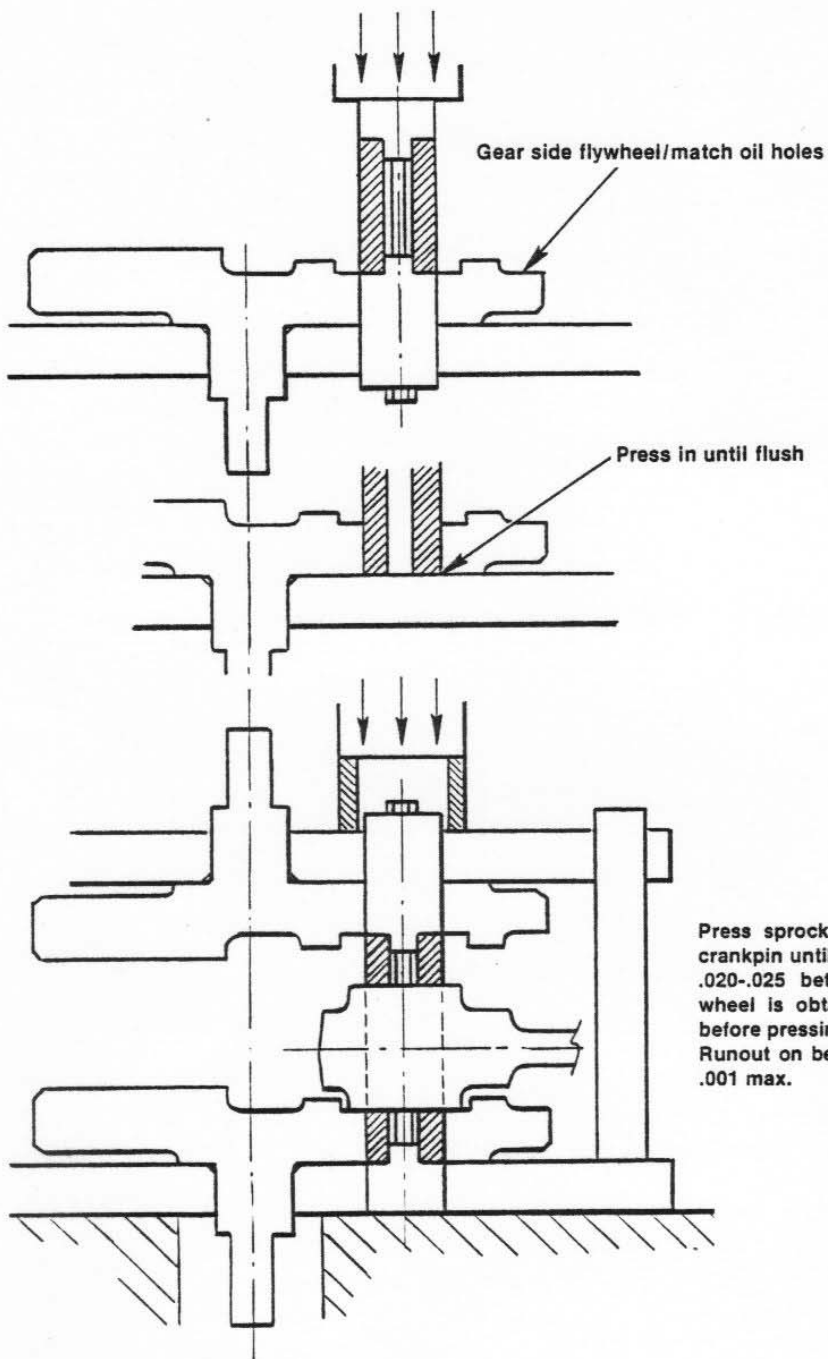 Gear side flywheel/match oil holes
Press in until flush
Press sprock
crankpin until
.020-.025 bet
wheel is obt
before pressin
Runout on be
.001 max.